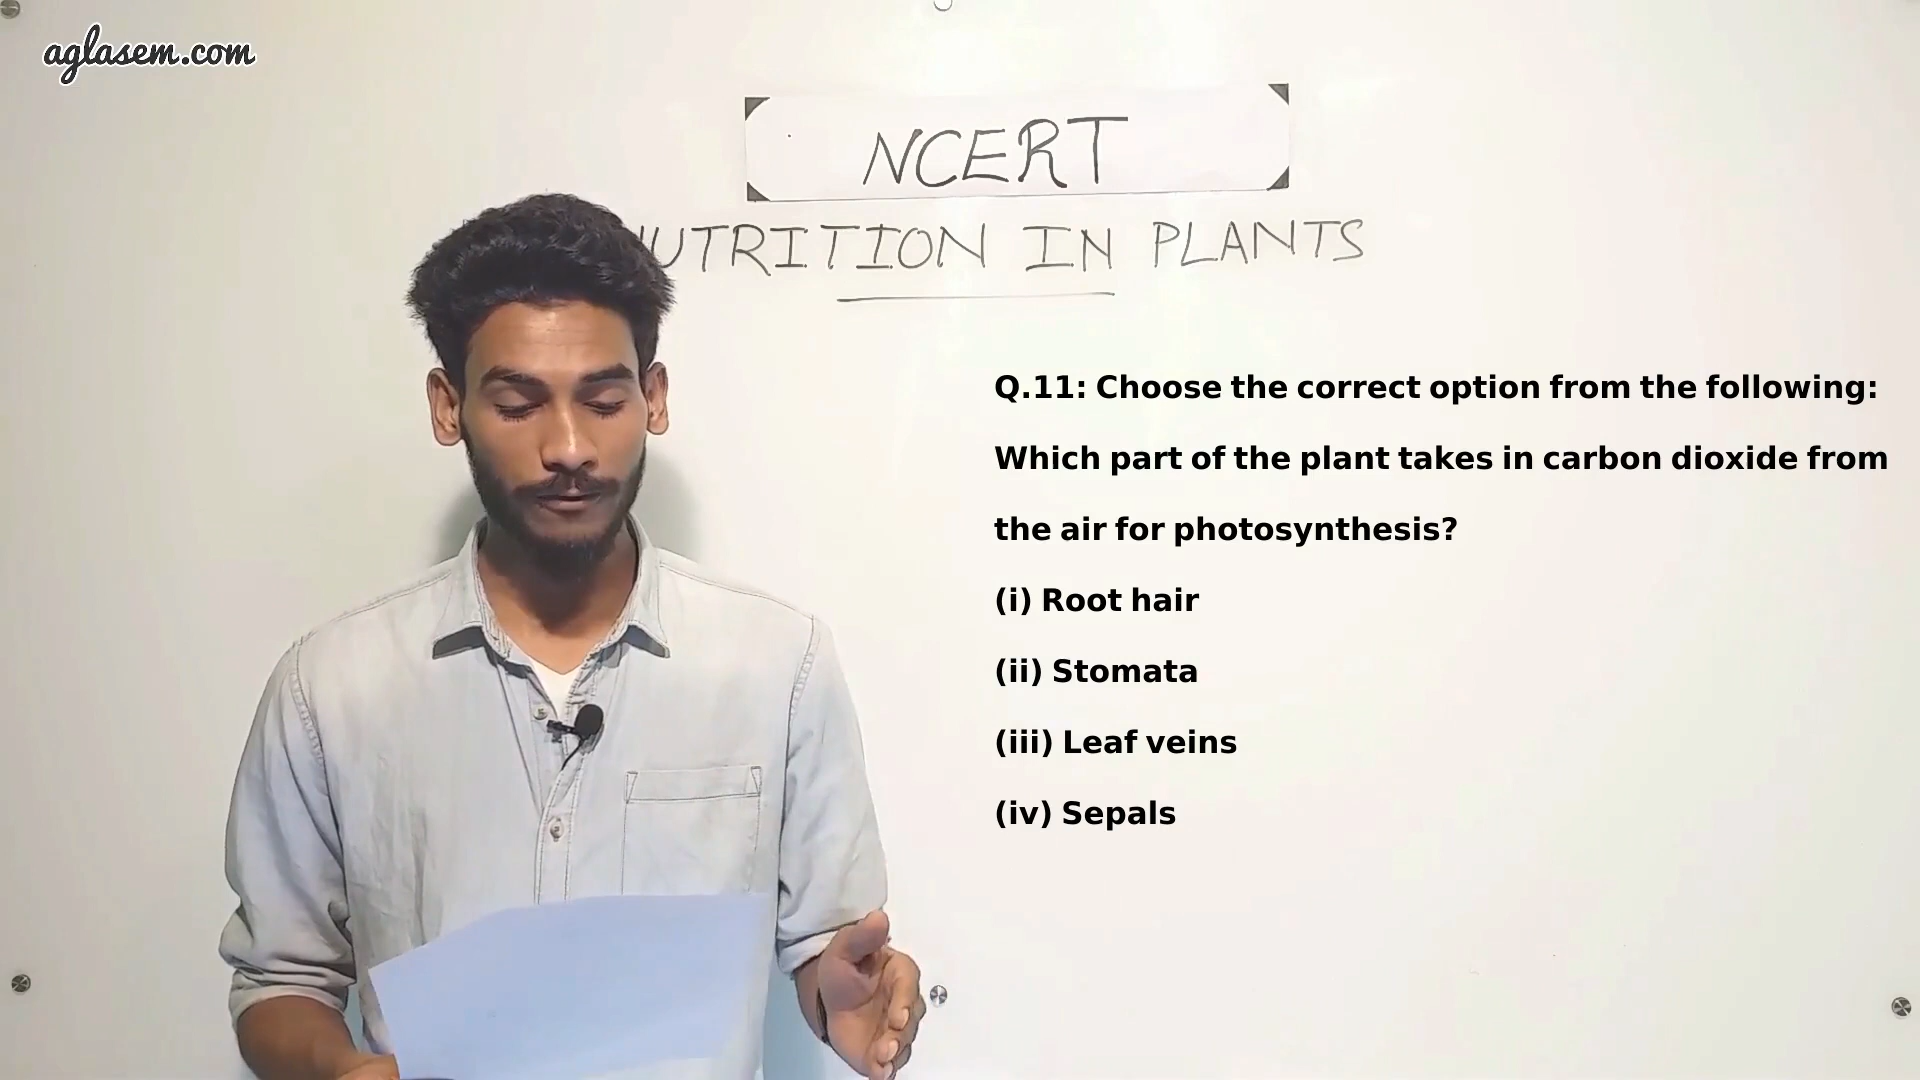 aglasem.com
NCERT
NUTRITION IN PLANTS
Q.11: Choose the correct option from the following:
Which part of the plant takes in carbon dioxide from
the air for photosynthesis?
(i) Root hair
(ii) Stomata
(iii) Leaf veins
(iv) Sepals